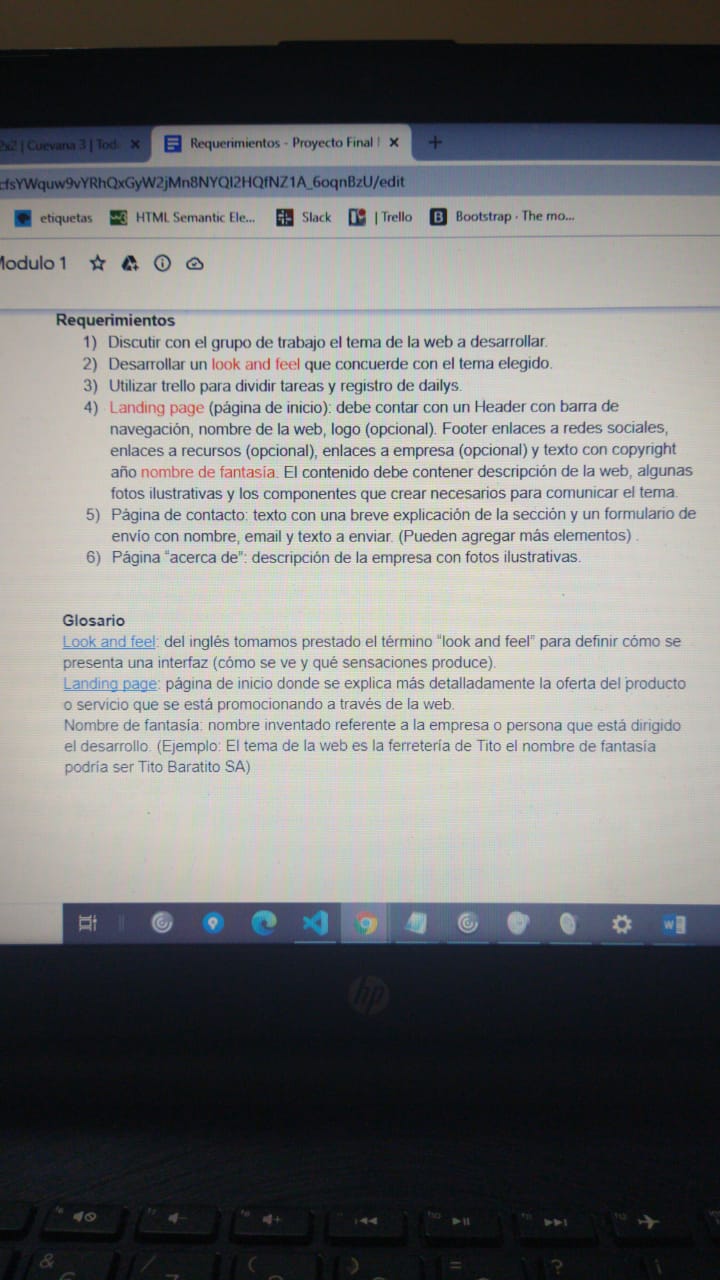 2x2 | Cuevana 3 | Tod
Requerimientos - Proyecto Final |
cfsYWquw9vYRhQxGyW2jMn8NYQI2HQfNZ1A_6oqnBzU/edit
etiquetas HTML Semantic Ele... Slack | Trello B Bootstrap · The mo...
Modulo 1
Requerimientos
1) Discutir con el grupo de trabajo el tema de la web a desarrollar.
2) Desarrollar un look and feel que concuerde con el tema elegido.
3) Utilizar trello para dividir tareas y registro de dailys.
4) Landing page (página de inicio): debe contar con un Header con barra de
navegación, nombre de la web, logo (opcional). Footer enlaces a redes sociales,
enlaces a recursos (opcional), enlaces a empresa (opcional) y texto con copyright
año nombre de fantasía. El contenido debe contener descripción de la web, algunas
fotos ilustrativas y los componentes que crear necesarios para comunicar el tema.
5) Página de contacto: texto con una breve explicación de la sección y un formulario de
envío con nombre, email y texto a enviar. (Pueden agregar más elementos) .
6) Página “acerca de”: descripción de la empresa con fotos ilustrativas.
Glosario
Look and feel: del inglés tomamos prestado el término “look and feel” para definir cómo se
presenta una interfaz (cómo se ve y qué sensaciones produce).
Landing page: página de inicio donde se explica más detalladamente la oferta del producto
o servicio que se está promocionando a través de la web.
Nombre de fantasía: nombre inventado referente a la empresa o persona que está dirigido
el desarrollo. (Ejemplo: El tema de la web es la ferretería de Tito el nombre de fantasía
podría ser Tito Baratito SA)
hp
& / ( ) = ?